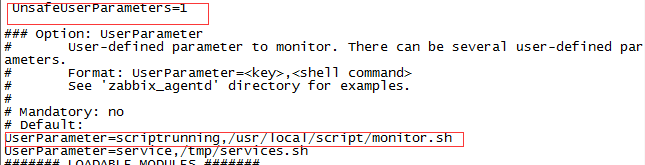 UnsafeUserParameters=1
### Option: UserParameter
#       User-defined parameter to monitor. There can be several user-defined par
ameters.
#       Format: UserParameter=<key>,<shell command>
#       See 'zabbix_agentd' directory for examples.
#
# Mandatory: no
# Default:
UserParameter=scriptrunning,/usr/local/script/monitor.sh
UserParameter=service,/tmp/services.sh
####### LOADABLE MODULES #######